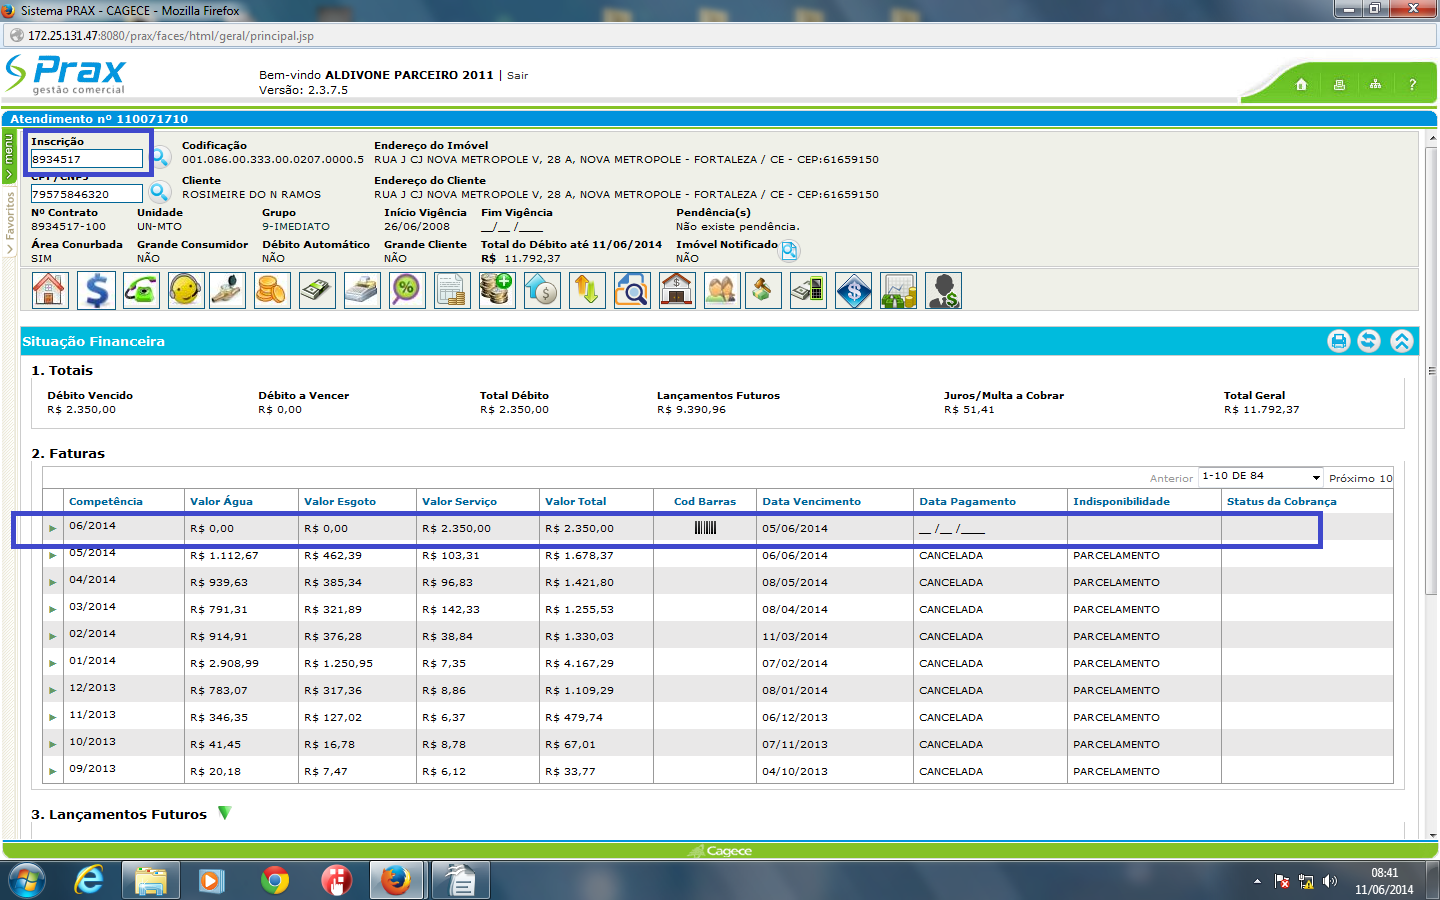 Sistema PRAX - CAGECE - Mozilla Firefox
172.25.131.47:8080/prax/faces/html/geral/principal.jsp
Prax
gestão comercial
Bem-vindo ALDIVONE PARCEIRO 2011 | Sair
Versão: 2.3.7.5
?
Atendimento nº 110071710
menu
Favoritos
Inscrição Codificação Endereço do Imóvel
8934517 001.086.00.333.00.0207.0000.5 RUA J CJ NOVA METROPOLE V, 28 A, NOVA METROPOLE - FORTALEZA / CE - CEP:61659150
CPF/CNPJ Cliente Endereço do Cliente
79575846320 ROSIMEIRE DO N RAMOS RUA J CJ NOVA METROPOLE V, 28 A, NOVA METROPOLE - FORTALEZA / CE - CEP:61659150
Nº Contrato Unidade Grupo Início Vigência Fim Vigência Pendência(s)
8934517-100 UN-MTO 9-IMEDIATO 26/06/2008 __/__ /____ Não existe pendência.
Área Conurbada Grande Consumidor Débito Automático Grande Cliente Total do Débito até 11/06/2014 Imóvel Notificado
SIM NÃO NÃO NÃO R$ 11.792,37 NÃO
Situação Financeira
1. Totais
Débito Vencido Débito a Vencer Total Débito Lançamentos Futuros Juros/Multa a Cobrar Total Geral
R$ 2.350,00 R$ 0,00 R$ 2.350,00 R$ 9.390,96 R$ 51,41 R$ 11.792,37
2. Faturas
Anterior 1-10 DE 84 Próximo 10
Competência Valor Água Valor Esgoto Valor Serviço Valor Total Cod Barras Data Vencimento Data Pagamento Indisponibilidade Status da Cobrança
06/2014 R$ 0,00 R$ 0,00 R$ 2.350,00 R$ 2.350,00 05/06/2014 __ /__ /____
05/2014 R$ 1.112,67 R$ 462,39 R$ 103,31 R$ 1.678,37 06/06/2014 CANCELADA PARCELAMENTO
04/2014 R$ 939,63 R$ 385,34 R$ 96,83 R$ 1.421,80 08/05/2014 CANCELADA PARCELAMENTO
03/2014 R$ 791,31 R$ 321,89 R$ 142,33 R$ 1.255,53 08/04/2014 CANCELADA PARCELAMENTO
02/2014 R$ 914,91 R$ 376,28 R$ 38,84 R$ 1.330,03 11/03/2014 CANCELADA PARCELAMENTO
01/2014 R$ 2.908,99 R$ 1.250,95 R$ 7,35 R$ 4.167,29 07/02/2014 CANCELADA PARCELAMENTO
12/2013 R$ 783,07 R$ 317,36 R$ 8,86 R$ 1.109,29 08/01/2014 CANCELADA PARCELAMENTO
11/2013 R$ 346,35 R$ 127,02 R$ 6,37 R$ 479,74 06/12/2013 CANCELADA PARCELAMENTO
10/2013 R$ 41,45 R$ 16,78 R$ 8,78 R$ 67,01 07/11/2013 CANCELADA PARCELAMENTO
09/2013 R$ 20,18 R$ 7,47 R$ 6,12 R$ 33,77 04/10/2013 CANCELADA PARCELAMENTO
3. Lançamentos Futuros
Cagece
08:41
11/06/2014